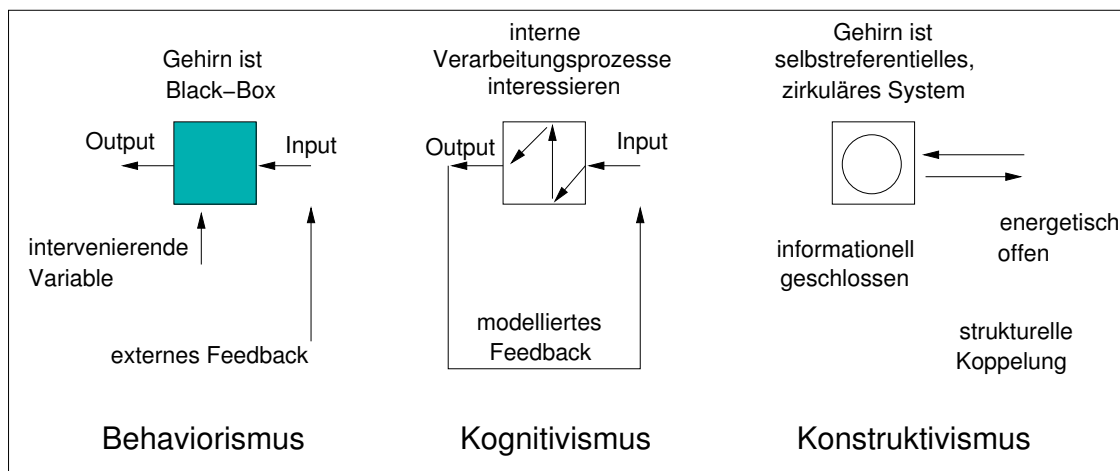 Gehirn ist
Black–Box
Output
Input
intervenierende
Variable
externes Feedback
Behaviorismus
interne
Verarbeitungsprozesse
interessieren
Output
Input
modelliertes
Feedback
Kognitivismus
Gehirn ist
selbstreferentielles,
zirkuläres System
informationell
geschlossen
energetisch
offen
strukturelle
Koppelung
Konstruktivismus